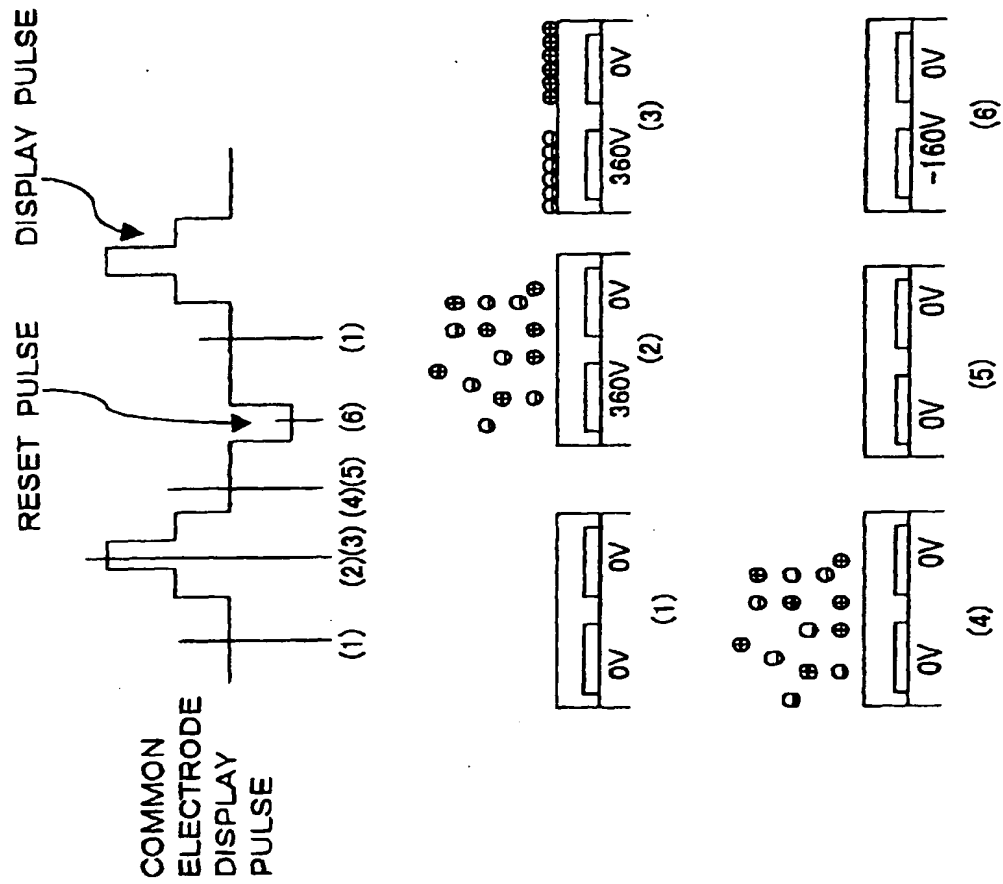 RESET PULSE
DISPLAY PULSE
COMMON
ELECTRODE
DISPLAY
PULSE
(1)
(2)(3)
(4)(5)
(6)
(1)
0V
0V
(1)
360V
0V
(2)
360V
0V
(3)
0V
0V
(4)
0V
0V
(5)
-160V
0V
(6)